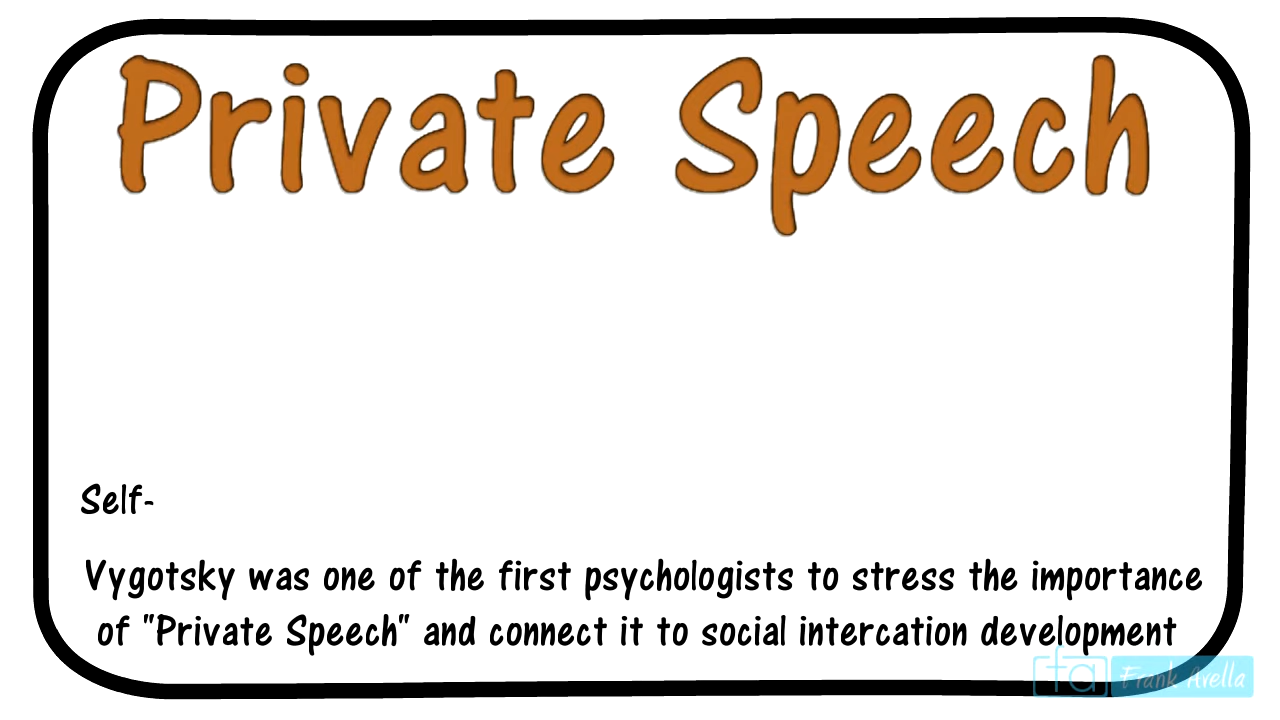 Private Speech
Self-
Vygotsky was one of the first psychologists to stress the importance
of "Private Speech" and connect it to social intercation development
fa Frank Avella